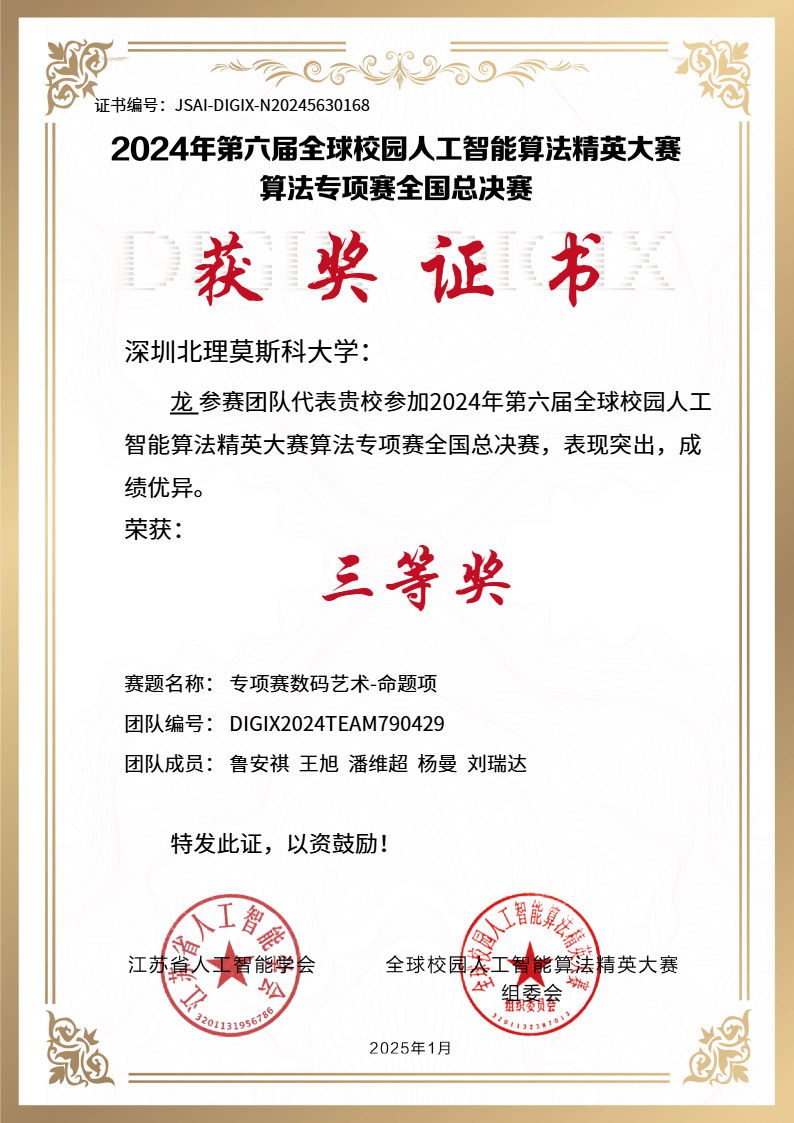 证书编号：JSAI-DIGIX-N20245630168
2024年第六届全球校园人工智能算法精英大赛
算法专项赛全国总决赛
DIGIX DIGIX
获奖证书
深圳北理莫斯科大学：
龙 参赛团队代表贵校参加2024年第六届全球校园人工
智能算法精英大赛算法专项赛全国总决赛，表现突出，成
绩优异。
荣获：
三等奖
赛题名称： 专项赛数码艺术-命题项
团队编号： DIGIX2024TEAM790429
团队成员： 鲁安祺 王旭 潘维超 杨曼 刘瑞达
特发此证，以资鼓励！
江苏省人工智能学会
江苏省人工智能学会
3201131956786
全球校园人工智能算法精英大赛
组委会
全球校园人工智能算法精英大赛
组织委员会
3201132387013
2025年1月